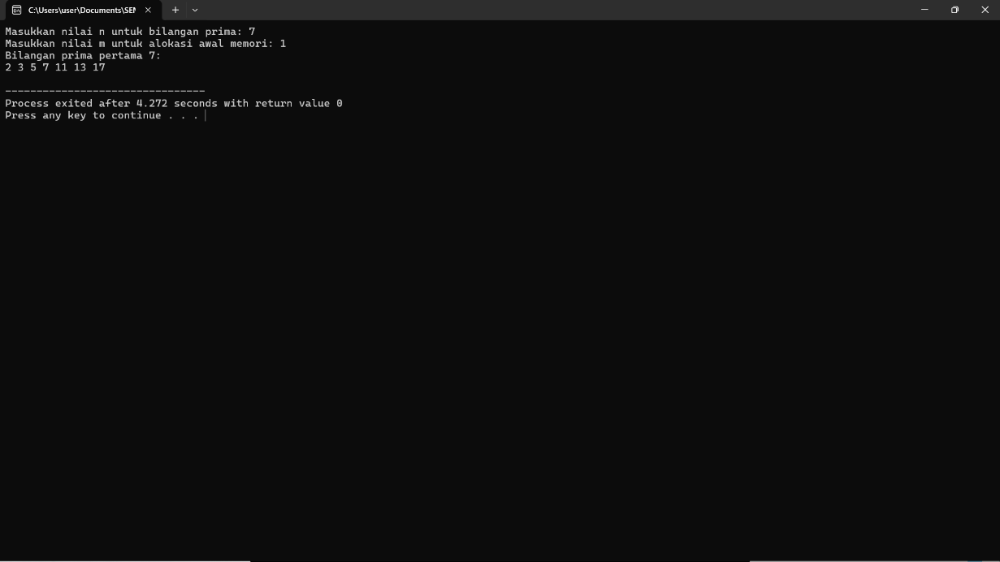 C:\Users\user\Documents\SEM
Masukkan nilai n untuk bilangan prima: 7
Masukkan nilai m untuk alokasi awal memori: 1
Bilangan prima pertama 7:
2 3 5 7 11 13 17
--------------------------------
Process exited after 4.272 seconds with return value 0
Press any key to continue . . .